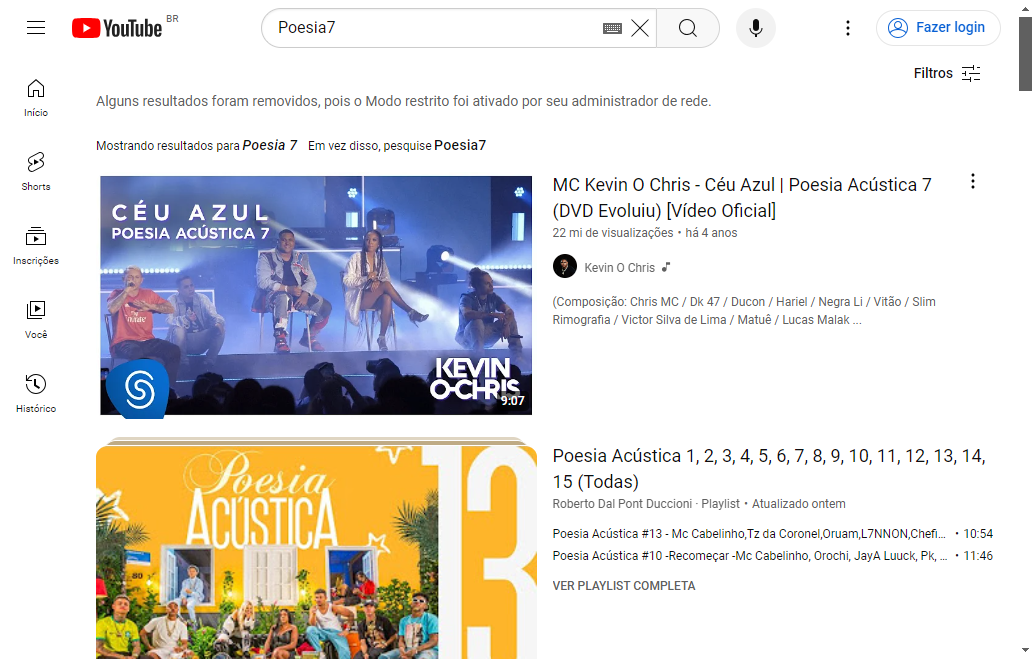 YouTube BR
Poesia7
Fazer login
Filtros
Início
Shorts
Inscrições
Você
Histórico
Alguns resultados foram removidos, pois o Modo restrito foi ativado por seu administrador de rede.
Mostrando resultados para Poesia 7 Em vez disso, pesquise Poesia7
CÉU AZUL
POESIA ACÚSTICA 7
KEVIN
O-CHRIS
9:07
MC Kevin O Chris - Céu Azul | Poesia Acústica 7
(DVD Evoluiu) [Vídeo Oficial]
22 mi de visualizações • há 4 anos
Kevin O Chris
(Composição: Chris MC / Dk 47 / Ducon / Hariel / Negra Li / Vitão / Slim
Rimografia / Victor Silva de Lima / Matuê / Lucas Malak ...
Poesia
ACÚSTICA
13
80
Poesia Acústica 1, 2, 3, 4, 5, 6, 7, 8, 9, 10, 11, 12, 13, 14,
15 (Todas)
Roberto Dal Pont Duccioni · Playlist • Atualizado ontem
Poesia Acústica #13 - Mc Cabelinho,Tz da Coronel,Oruam,L7NNON,Chefi... • 10:54
Poesia Acústica #10 -Recomeçar -Mc Cabelinho, Orochi, JayA Luuck, Pk, ... • 11:46
VER PLAYLIST COMPLETA